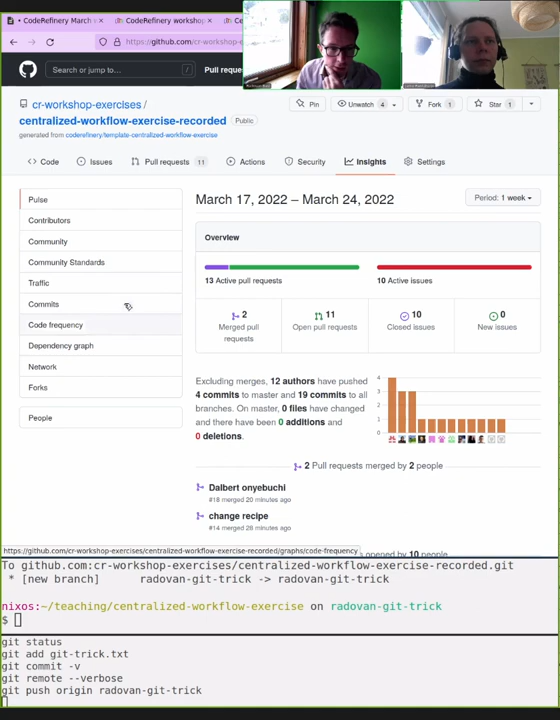 CodeRefinery March w
CodeRefinery workshop
Ce
https://github.com/cr-workshop-e
Search or jump to...
/
Pull reque
cr-workshop-exercises /
centralized-workflow-exercise-recorded
Public
generated from coderefinery/template-centralized-workflow-exercise
Pin
Unwatch 4
Fork 1
Star 1
Code
Issues
Pull requests 11
Actions
Security
Insights
Settings
Pulse
Contributors
Community
Community Standards
Traffic
Commits
Code frequency
Dependency graph
Network
Forks
People
March 17, 2022 – March 24, 2022
Period: 1 week
Overview
13 Active pull requests
10 Active issues
2
Merged pull
requests
11
Open pull requests
10
Closed issues
0
New issues
Excluding merges, 12 authors have pushed
4 commits to master and 19 commits to all
branches. On master, 0 files have changed
and there have been 0 additions and
0 deletions.
4
3
2
1
0
2 Pull requests merged by 2 people
Dalbert onyebuchi
#18 merged 20 minutes ago
change recipe
#14 merged 28 minutes ago
opened by 10 people
https://github.com/cr-workshop-exercises/centralized-workflow-exercise-recorded/graphs/code-frequency
To github.com:cr-workshop-exercises/centralized-workflow-exercise-recorded.git
* [new branch] radovan-git-trick -> radovan-git-trick
nixos:~/teaching/centralized-workflow-exercise on radovan-git-trick
$
git status
git add git-trick.txt
git commit -v
git remote --verbose
git push origin radovan-git-trick